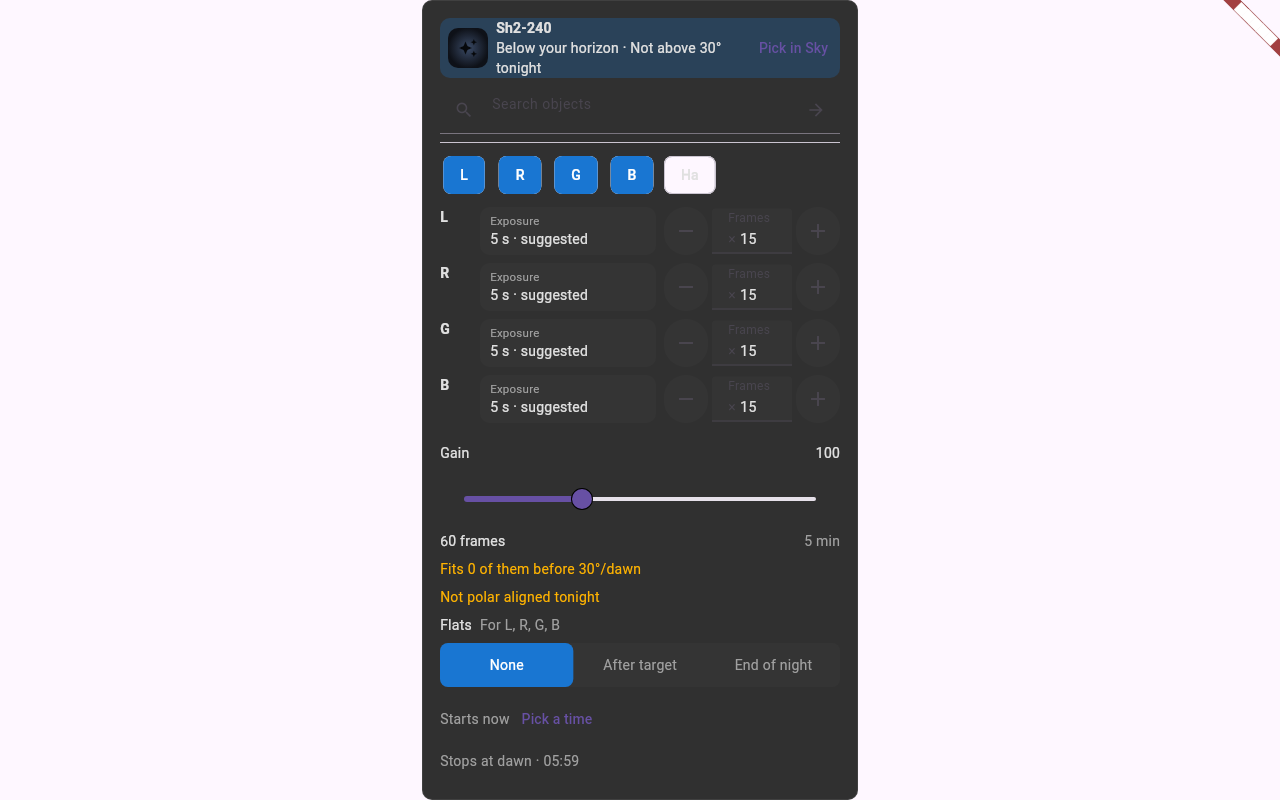 Sh2-240
Below your horizon · Not above 30°
tonight
Pick in Sky
Search objects
L R G B Ha
L Exposure Frames
5 s · suggested − × 15 +
R Exposure Frames
5 s · suggested − × 15 +
G Exposure Frames
5 s · suggested − × 15 +
B Exposure Frames
5 s · suggested − × 15 +
Gain 100
60 frames 5 min
Fits 0 of them before 30°/dawn
Not polar aligned tonight
Flats For L, R, G, B
None After target End of night
Starts now Pick a time
Stops at dawn · 05:59